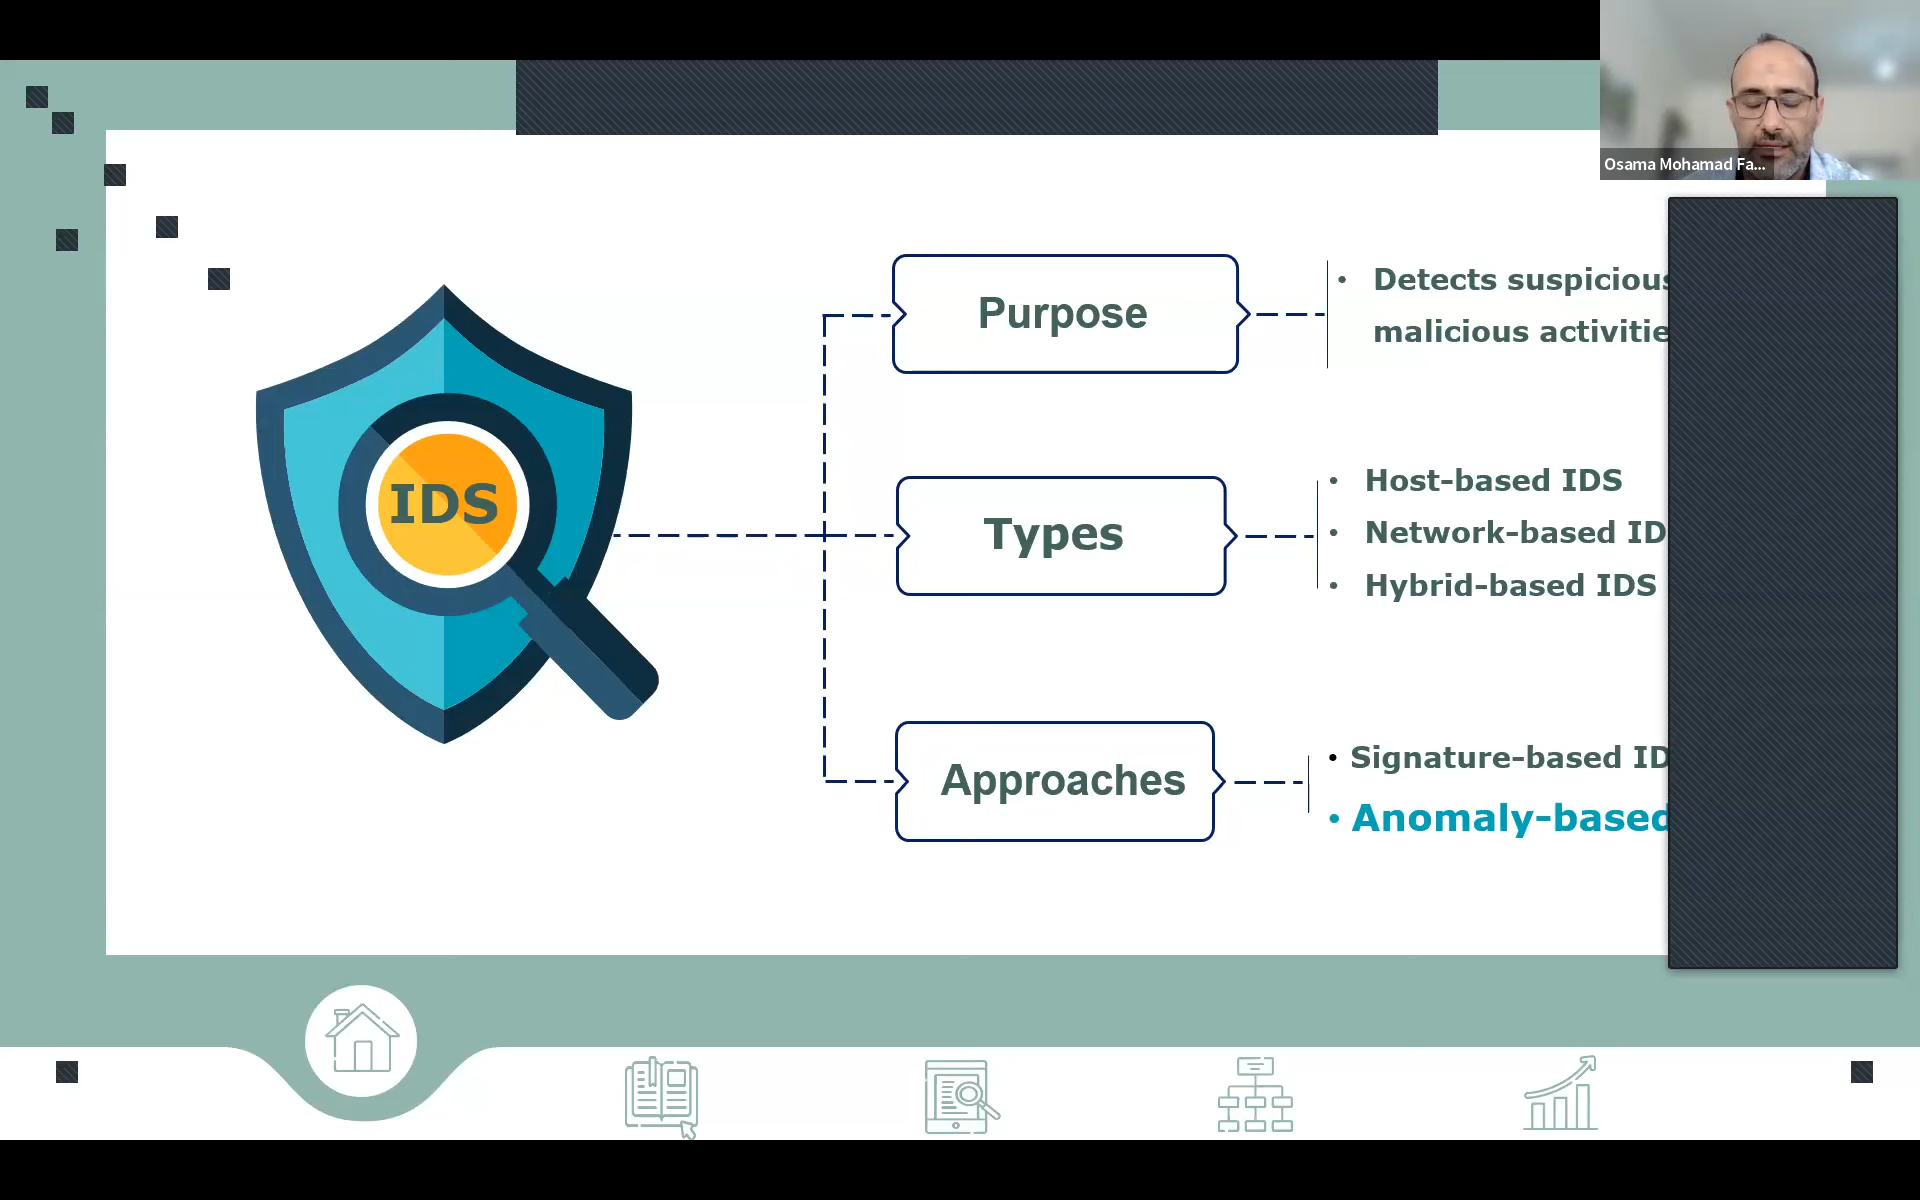 Osama Mohamad Fa...
IDS
Purpose
Detects suspicious
malicious activitie
Types
Host-based IDS
Network-based ID
Hybrid-based IDS
Approaches
Signature-based ID
Anomaly-based